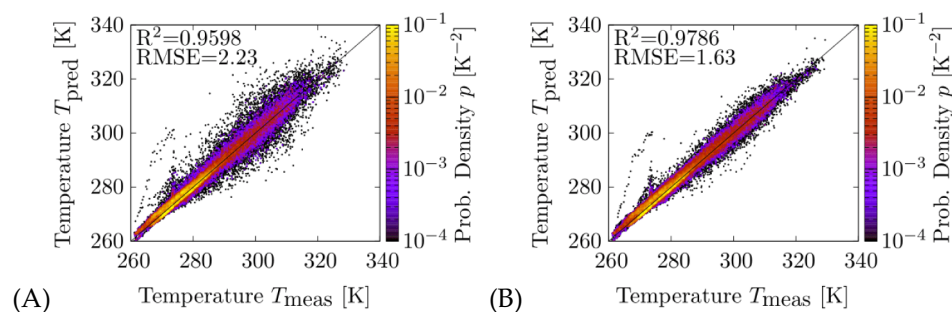 R²=0.9598
RMSE=2.23
Temperature T_pred [K]
340
320
300
280
260
260 280 300 320 340
Temperature T_meas [K]
10⁻¹
10⁻²
10⁻³
10⁻⁴
Prob. Density p [K⁻²]
(A)
R²=0.9786
RMSE=1.63
Temperature T_pred [K]
340
320
300
280
260
260 280 300 320 340
Temperature T_meas [K]
10⁻¹
10⁻²
10⁻³
10⁻⁴
Prob. Density p [K⁻²]
(B)